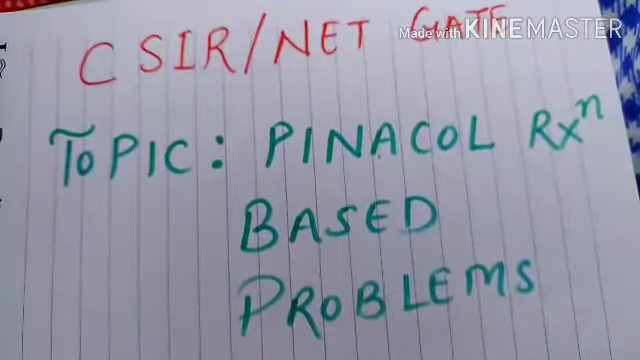 CSIR/NET GATE
Made with KINEMASTER
TOPIC: PINACOL Rxⁿ
BASED
PROBLEMS